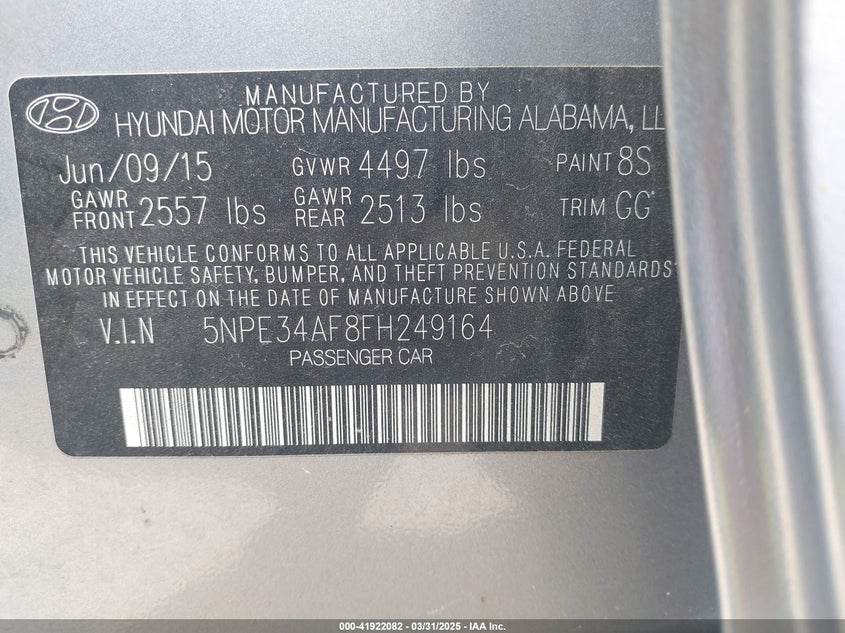 MANUFACTURED BY
HYUNDAI MOTOR MANUFACTURING ALABAMA, LL
Jun/09/15 GVWR 4497 lbs PAINT 8S
GAWR FRONT 2557 lbs GAWR REAR 2513 lbs TRIM GG*
THIS VEHICLE CONFORMS TO ALL APPLICABLE U.S.A. FEDERAL
MOTOR VEHICLE SAFETY, BUMPER, AND THEFT PREVENTION STANDARDS
IN EFFECT ON THE DATE OF MANUFACTURE SHOWN ABOVE
V.I.N 5NPE34AF8FH249164
PASSENGER CAR
000-41922082 - 03/31/2025 - IAA Inc.